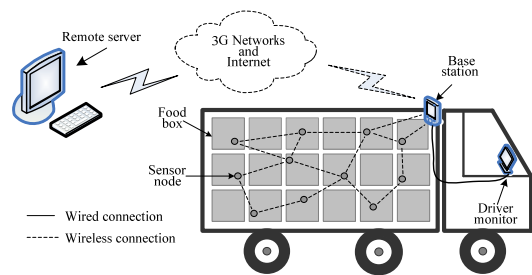 Remote server
3G Networks
and
Internet
Base
station
Food
box
Sensor
node
Driver
monitor
Wired connection
Wireless connection